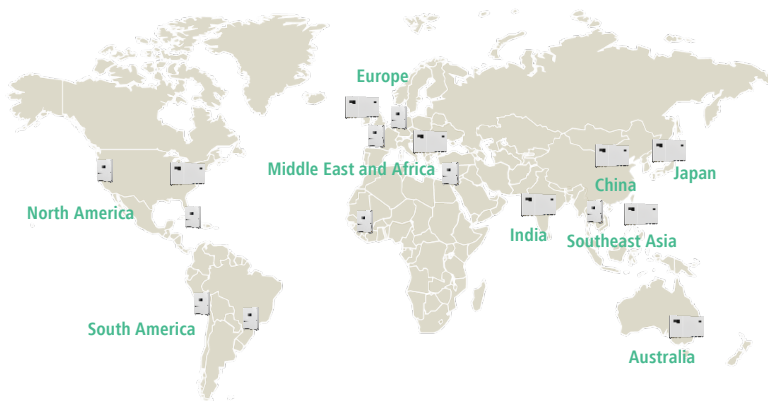 Europe
Middle East and Africa
Japan
China
North America
India
Southeast Asia
South America
Australia